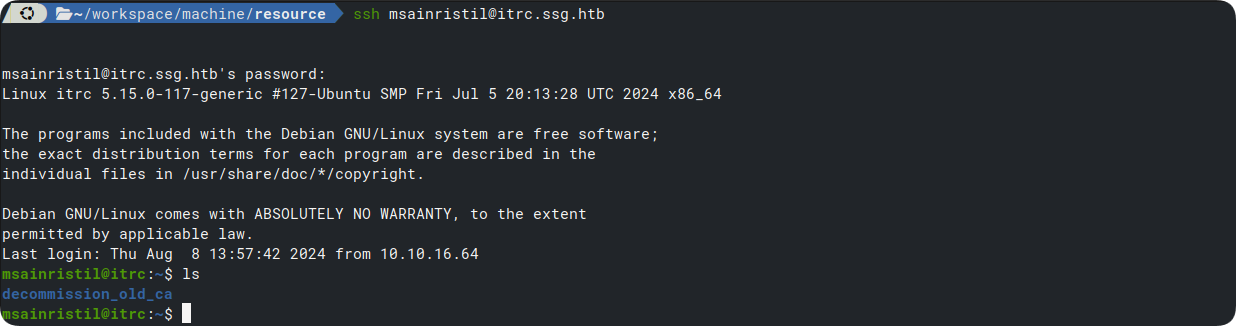 ~/workspace/machine/resource ssh msainristil@itrc.ssg.htb
msainristil@itrc.ssg.htb's password:
Linux itrc 5.15.0-117-generic #127-Ubuntu SMP Fri Jul 5 20:13:28 UTC 2024 x86_64
The programs included with the Debian GNU/Linux system are free software;
the exact distribution terms for each program are described in the
individual files in /usr/share/doc/*/copyright.
Debian GNU/Linux comes with ABSOLUTELY NO WARRANTY, to the extent
permitted by applicable law.
Last login: Thu Aug  8 13:57:42 2024 from 10.10.16.64
msainristil@itrc:~$ ls
decommission_old_ca
msainristil@itrc:~$